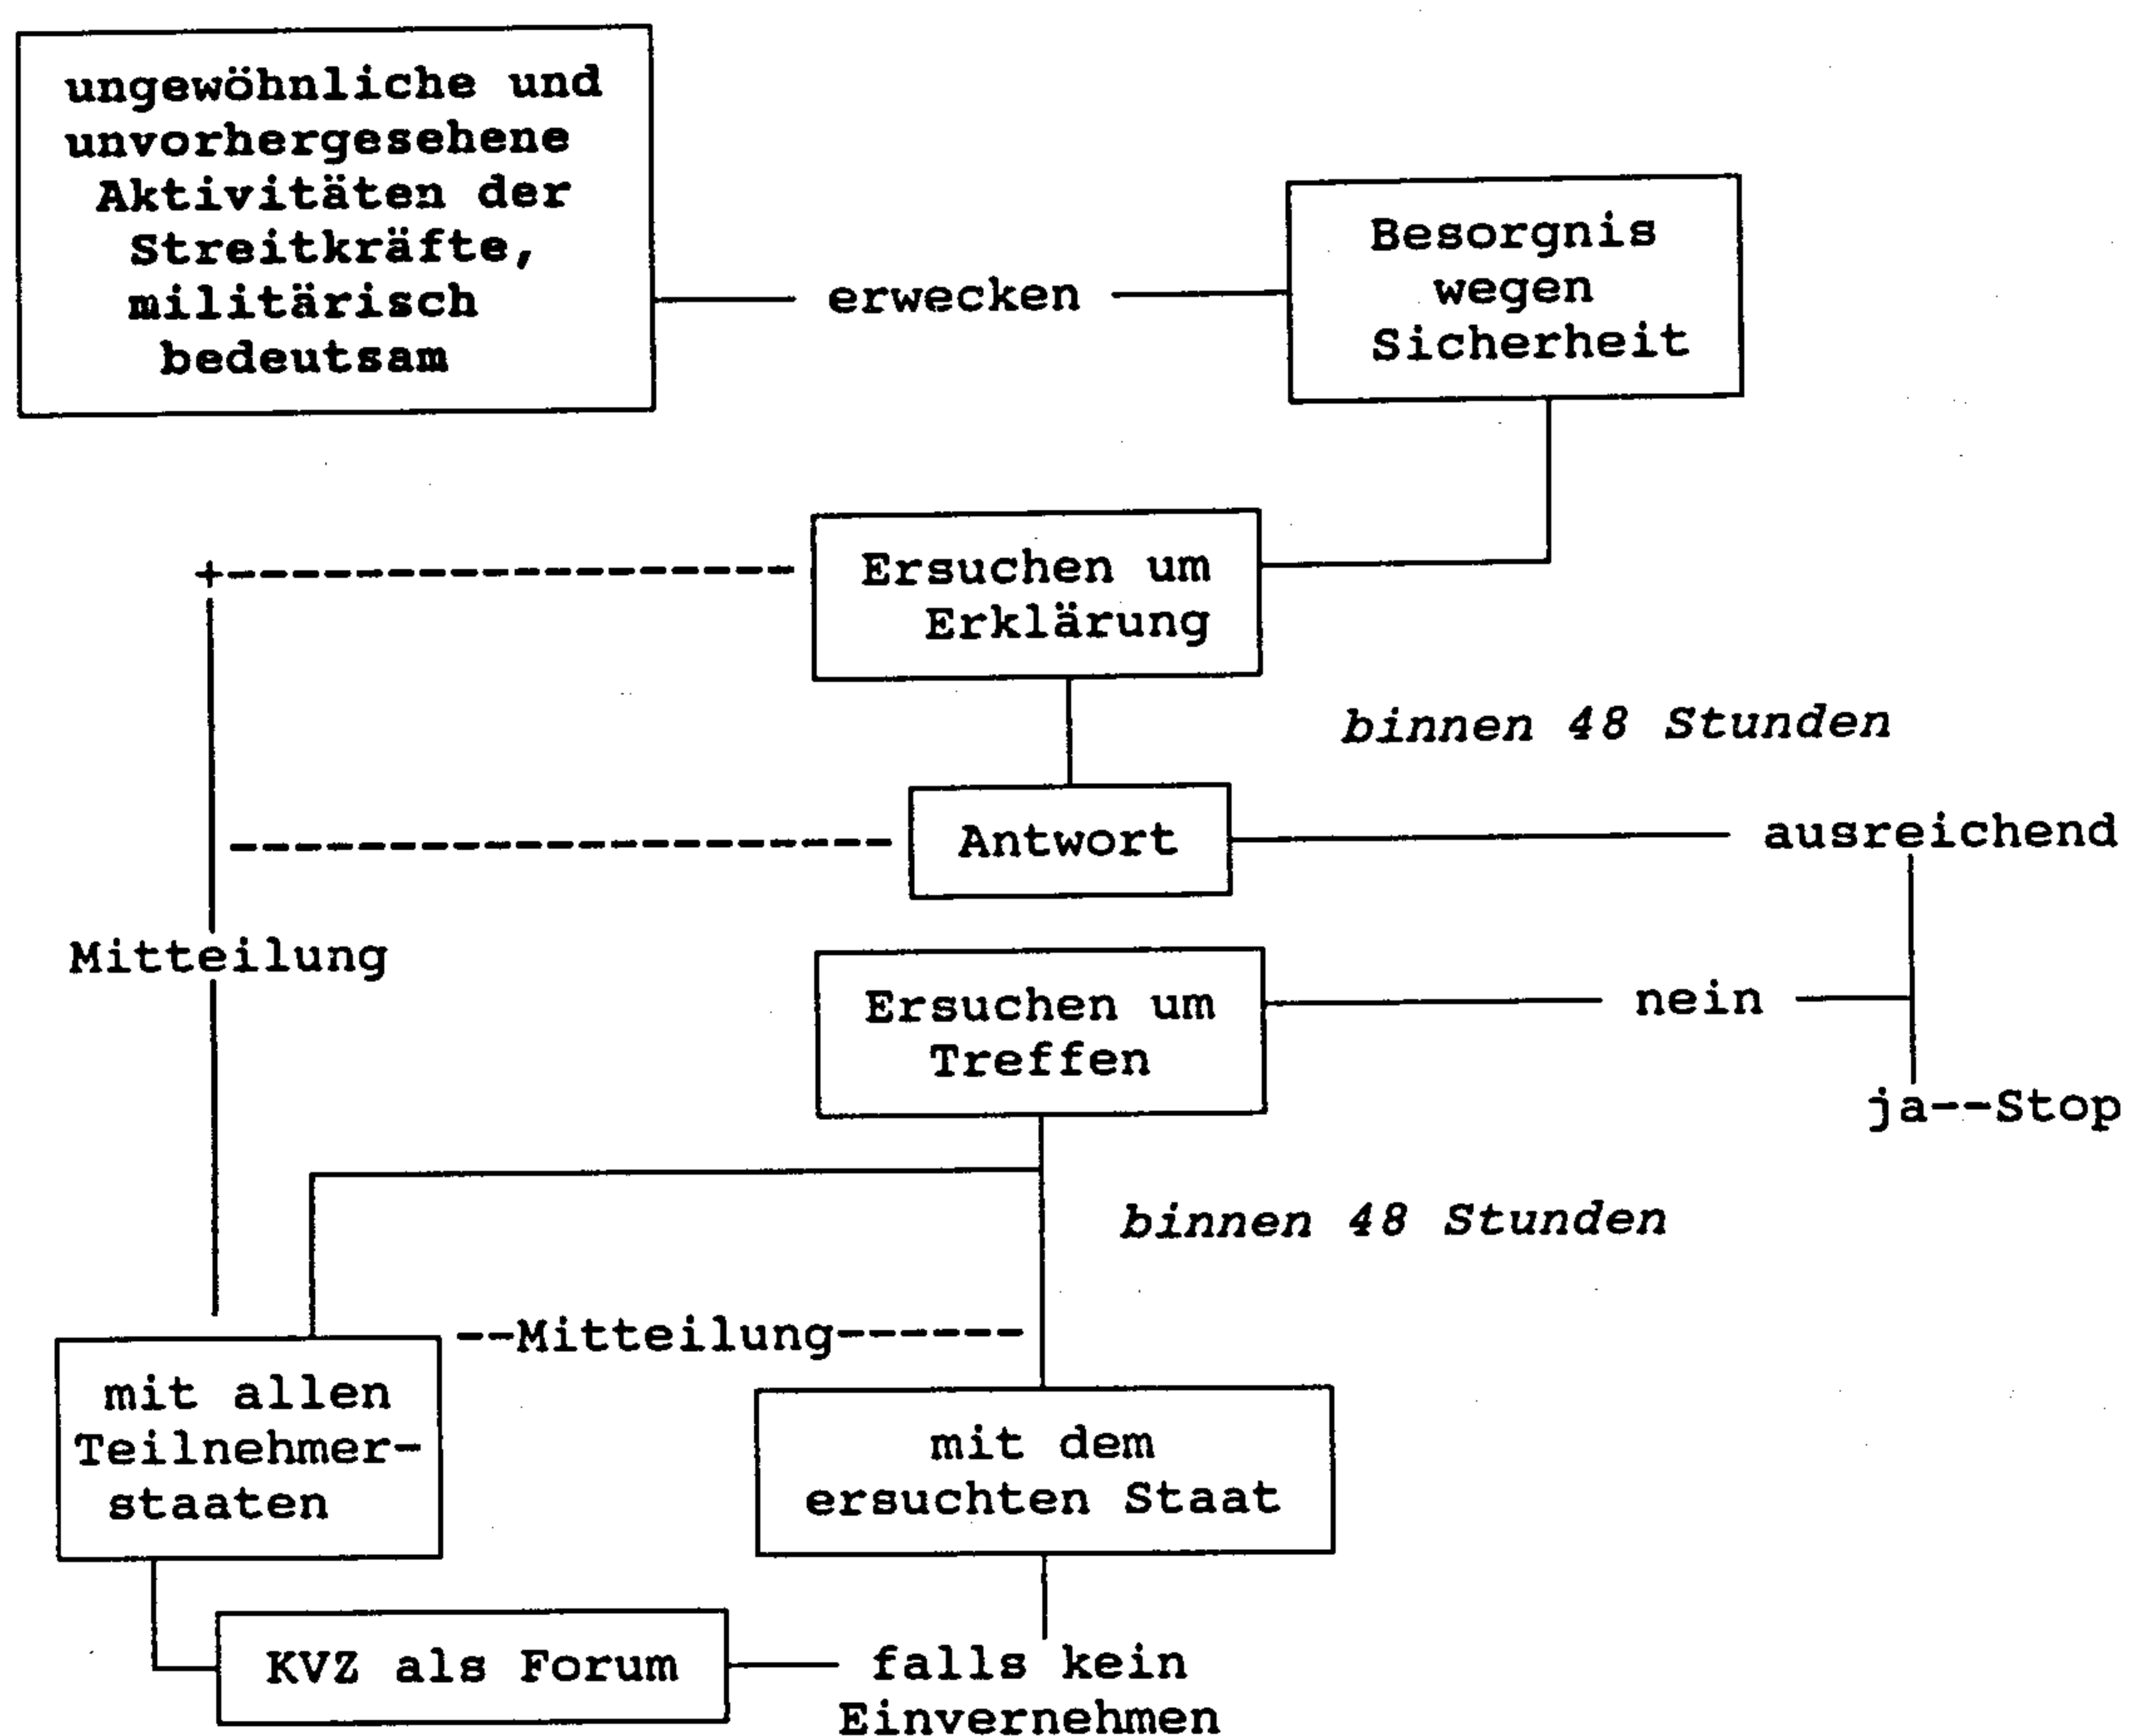 ungewöhnliche und
unvorhergesehene
Aktivitäten der
Streitkräfte,
militärisch
bedeutsam
erwecken
Besorgnis
wegen
Sicherheit
Ersuchen um
Erklärung
binnen 48 Stunden
Antwort
ausreichend
Mitteilung
Ersuchen um
Treffen
nein
ja--Stop
binnen 48 Stunden
--Mitteilung------
mit allen
Teilnehmer-
staaten
mit dem
ersuchten Staat
KVZ als Forum
falls kein
Einvernehmen